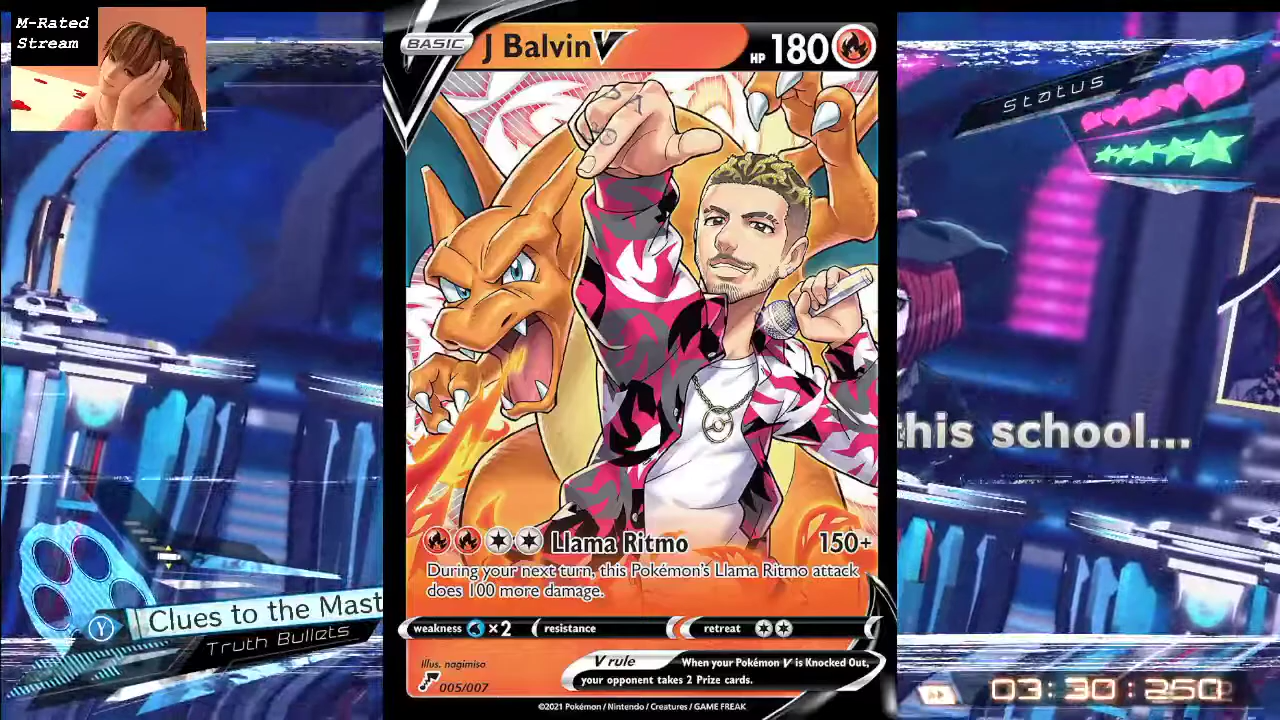 M-Rated
Stream
BASIC
J Balvin V
HP 180
Status
this school...
Llama Ritmo 150+
During your next turn, this Pokémon's Llama Ritmo attack
does 100 more damage.
Y
Clues to the Mast
Truth Bullets
weakness ×2 resistance retreat
Illus. nagimiso
005/007
V rule
When your Pokémon V is Knocked Out,
your opponent takes 2 Prize cards.
©2021 Pokémon / Nintendo / Creatures / GAME FREAK